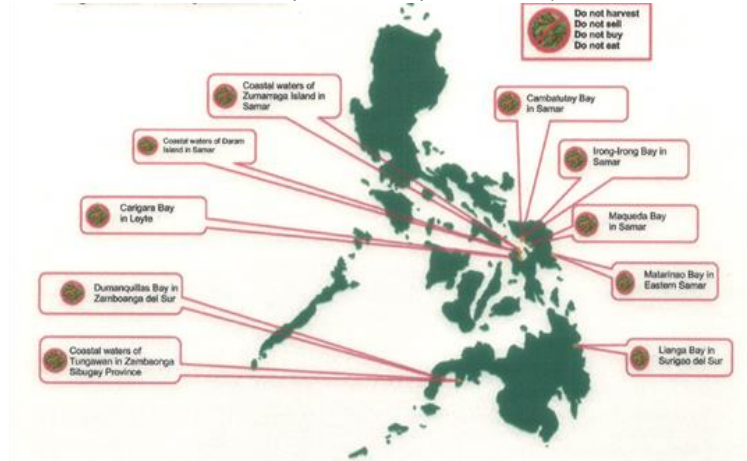 Do not harvest
Do not sell
Do not buy
Do not eat
Coastal waters of
Zumarraga Island in
Samar
Cambatutay Bay
in Samar
Coastal waters of Daram
Island in Samar
Irong-Irong Bay in
Samar
Carigara Bay
in Leyte
Maqueda Bay
in Samar
Matarinao Bay in
Eastern Samar
Dumanquillas Bay in
Zamboanga del Sur
Coastal waters of
Tungawan in Zambaonga
Sibugay Province
Lianga Bay in
Surigao del Sur